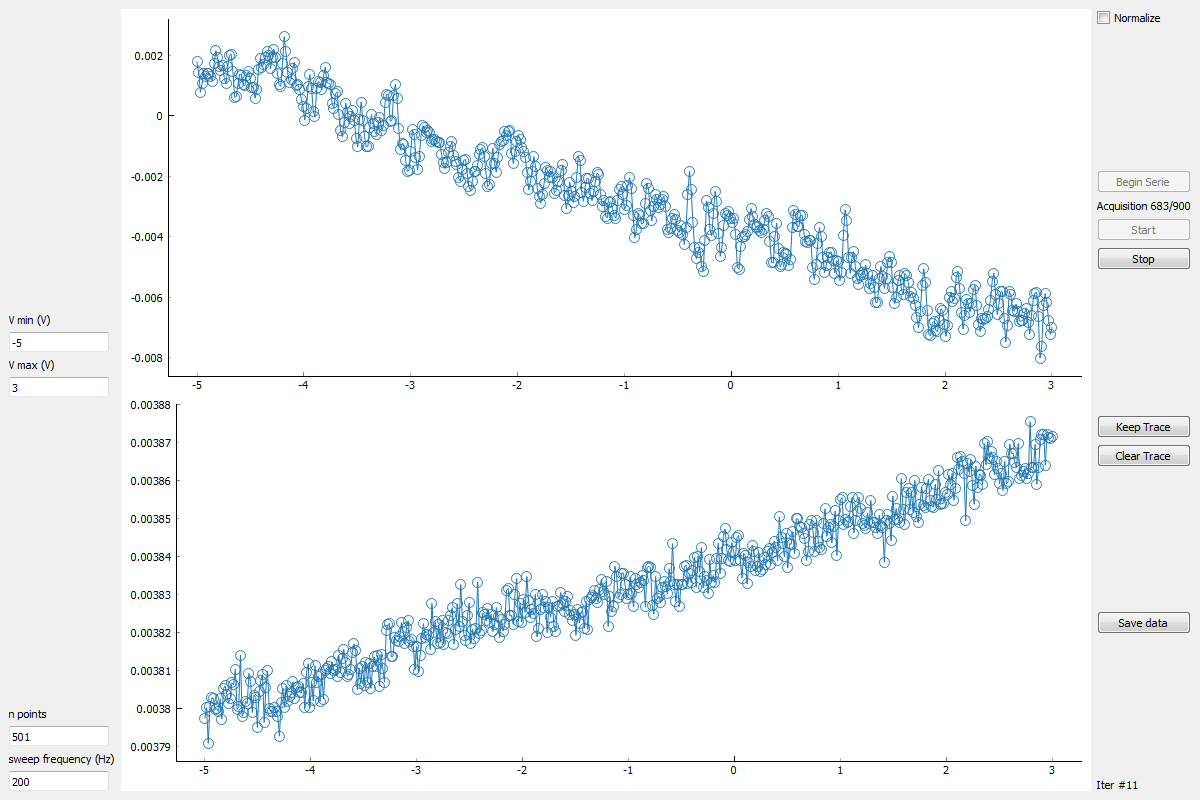 Normalize
0.002
0
-0.002
-0.004
-0.006
-0.008
-5 -4 -3 -2 -1 0 1 2 3
Begin Serie
Acquisition 683/900
Start
Stop
V min (V)
-5
V max (V)
3
0.00388
0.00387
0.00386
0.00385
0.00384
0.00383
0.00382
0.00381
0.0038
0.00379
-5 -4 -3 -2 -1 0 1 2 3
Keep Trace
Clear Trace
Save data
n points
501
sweep frequency (Hz)
200
Iter #11